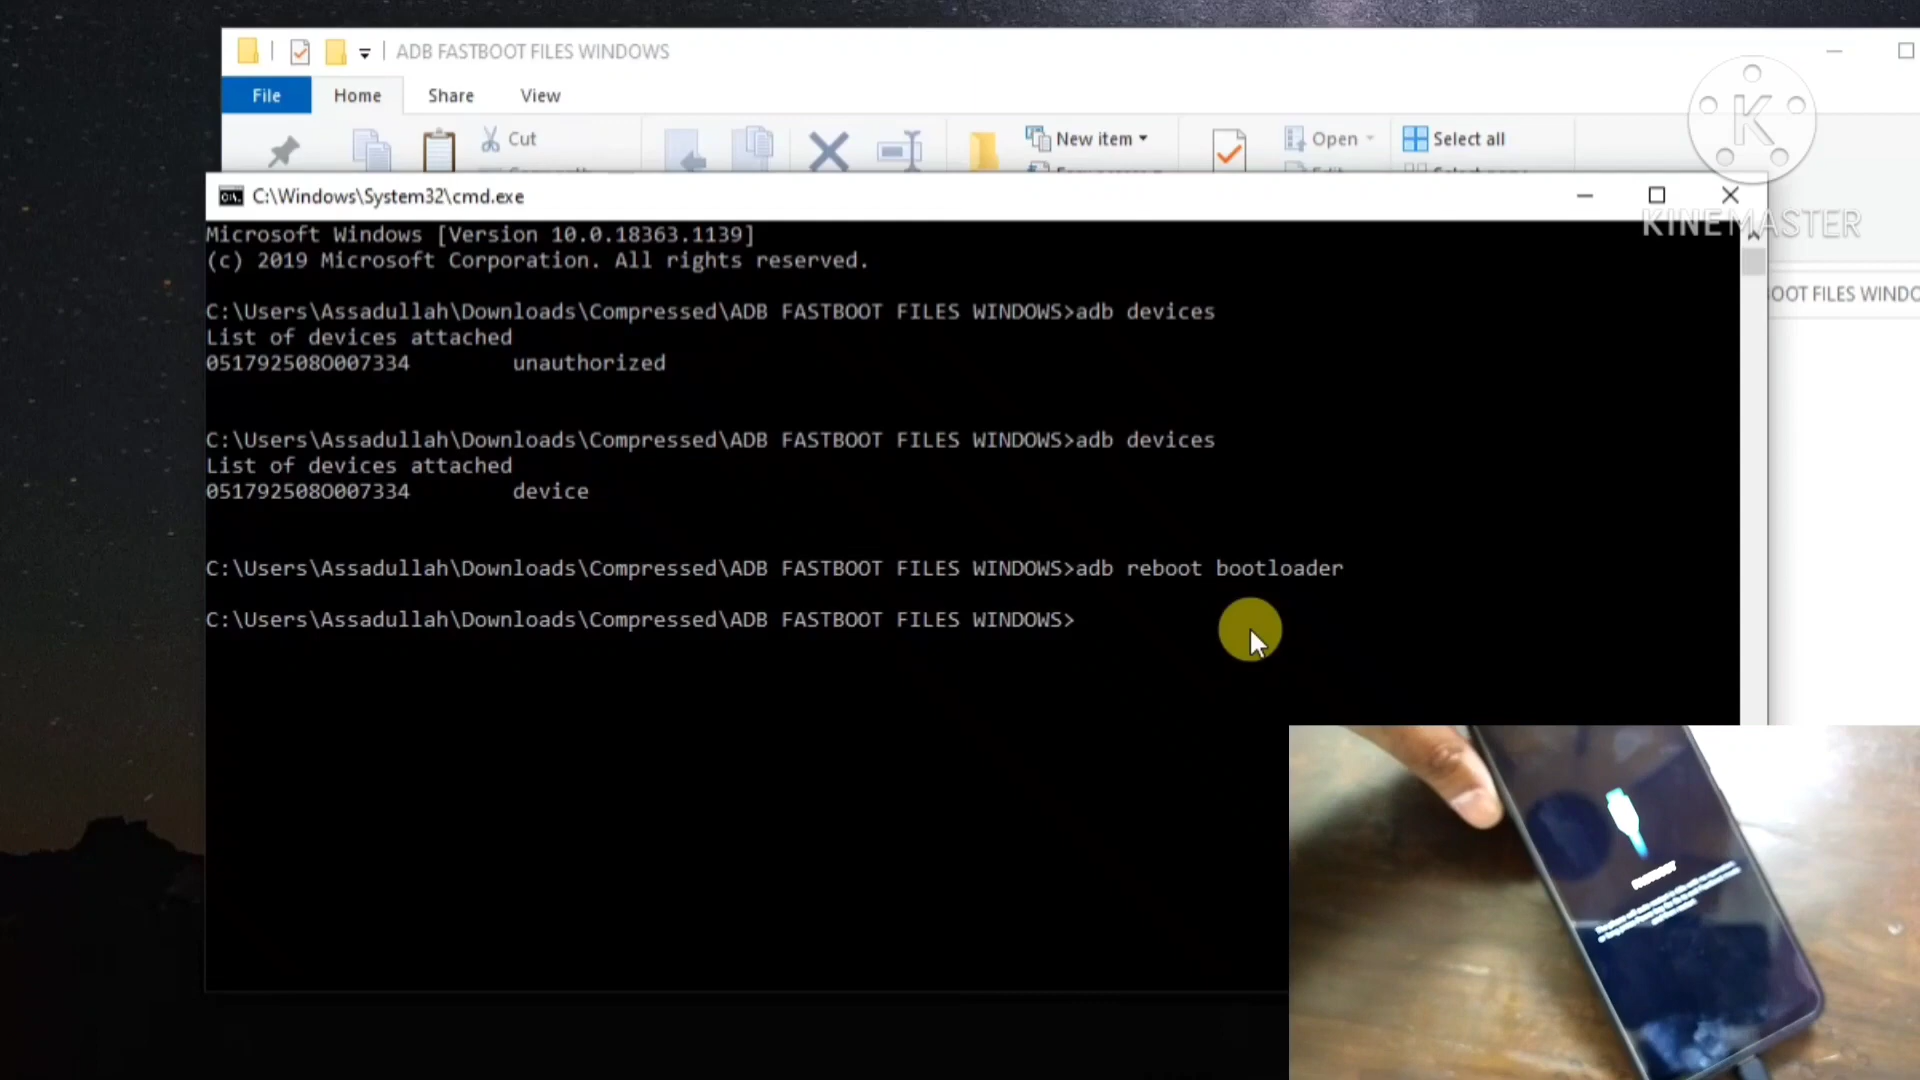 ADB FASTBOOT FILES WINDOWS
File Home Share View
Cut New item Open Select all
K
KINEMASTER
C:\Windows\System32\cmd.exe
Microsoft Windows [Version 10.0.18363.1139]
(c) 2019 Microsoft Corporation. All rights reserved.
OOT FILES WINDO
C:\Users\Assadullah\Downloads\Compressed\ADB FASTBOOT FILES WINDOWS>adb devices
List of devices attached
051792508O007334 unauthorized
C:\Users\Assadullah\Downloads\Compressed\ADB FASTBOOT FILES WINDOWS>adb devices
List of devices attached
051792508O007334 device
C:\Users\Assadullah\Downloads\Compressed\ADB FASTBOOT FILES WINDOWS>adb reboot bootloader
C:\Users\Assadullah\Downloads\Compressed\ADB FASTBOOT FILES WINDOWS>